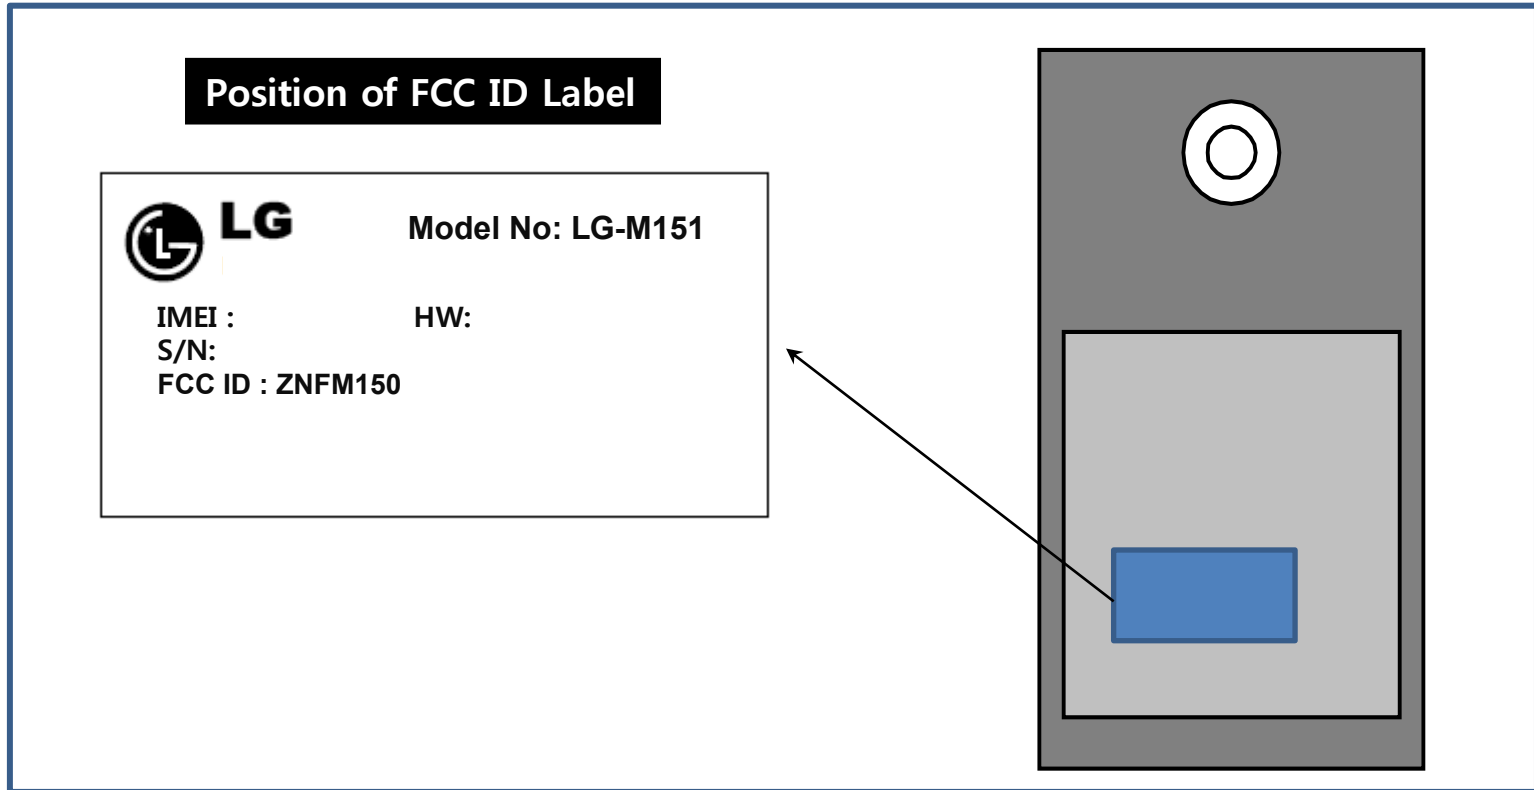 Position of FCC ID Label
LG Model No: LG-M151
IMEI : HW:
S/N:
FCC ID : ZNFM150